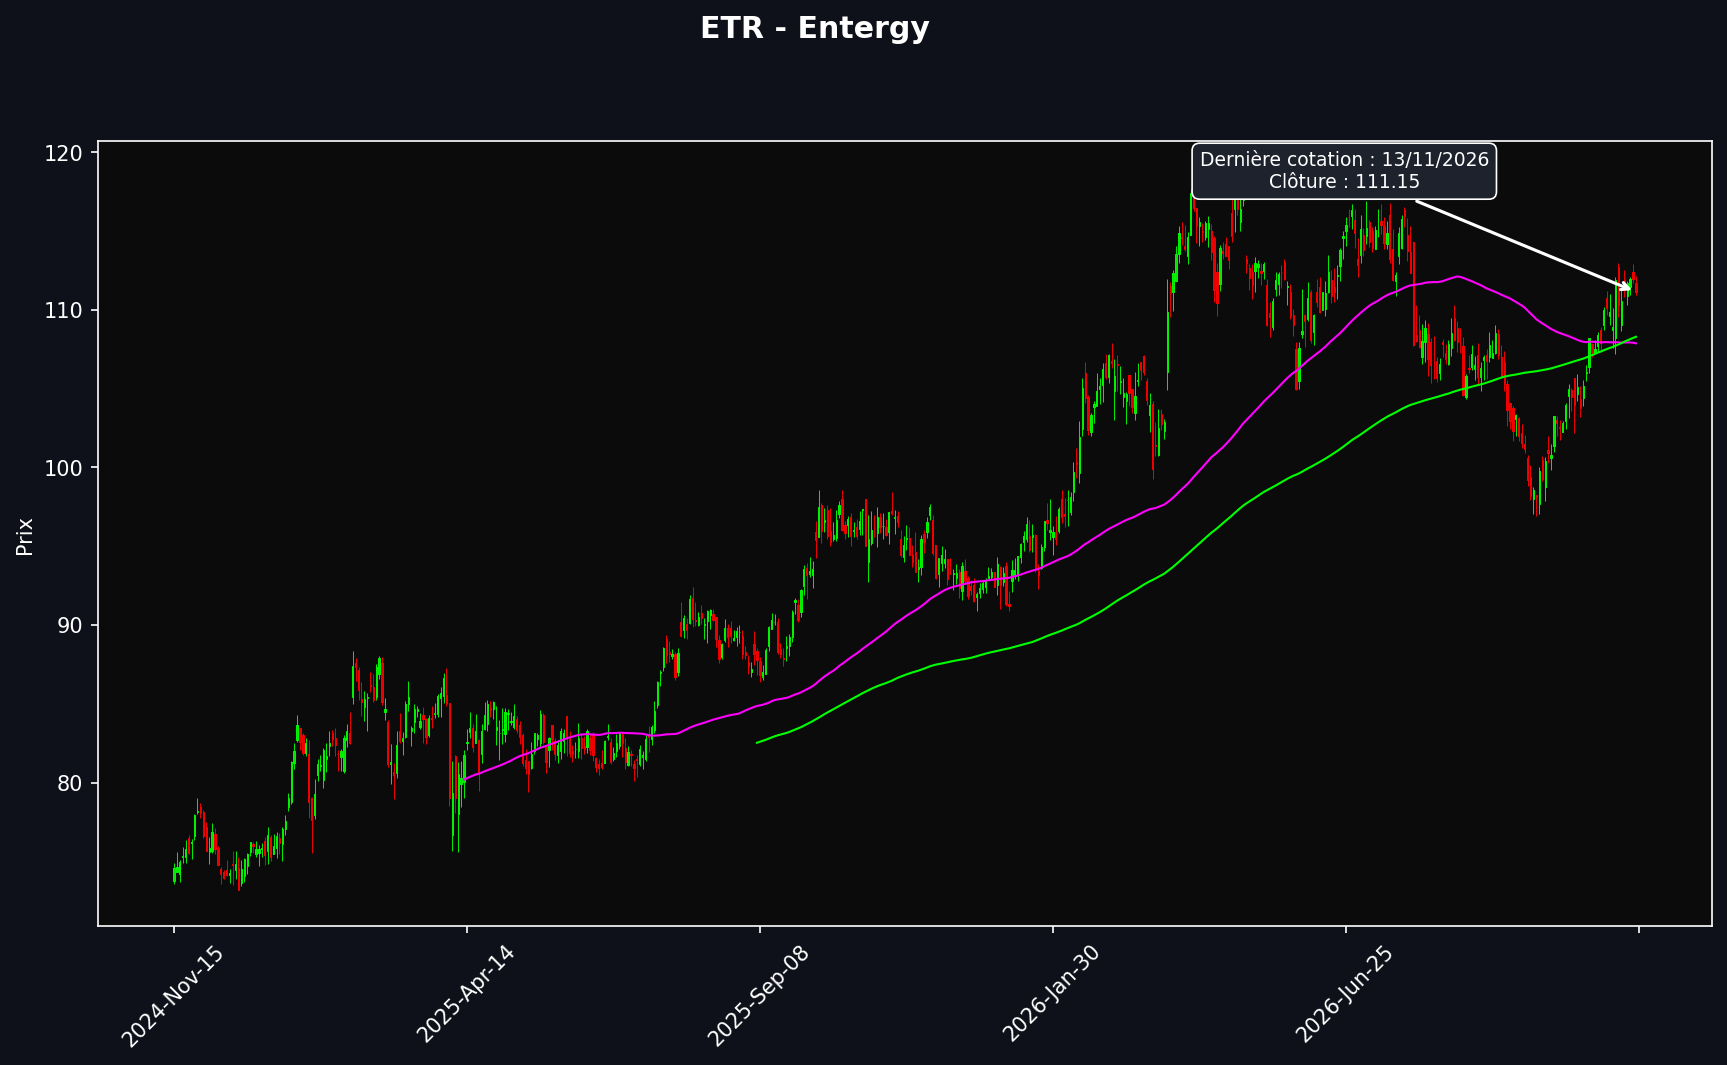 ETR - Entergy
Dernière cotation : 13/11/2026
Clôture : 111.15
Prix
120
110
100
90
80
2024-Nov-15
2025-Apr-14
2025-Sep-08
2026-Jan-30
2026-Jun-25